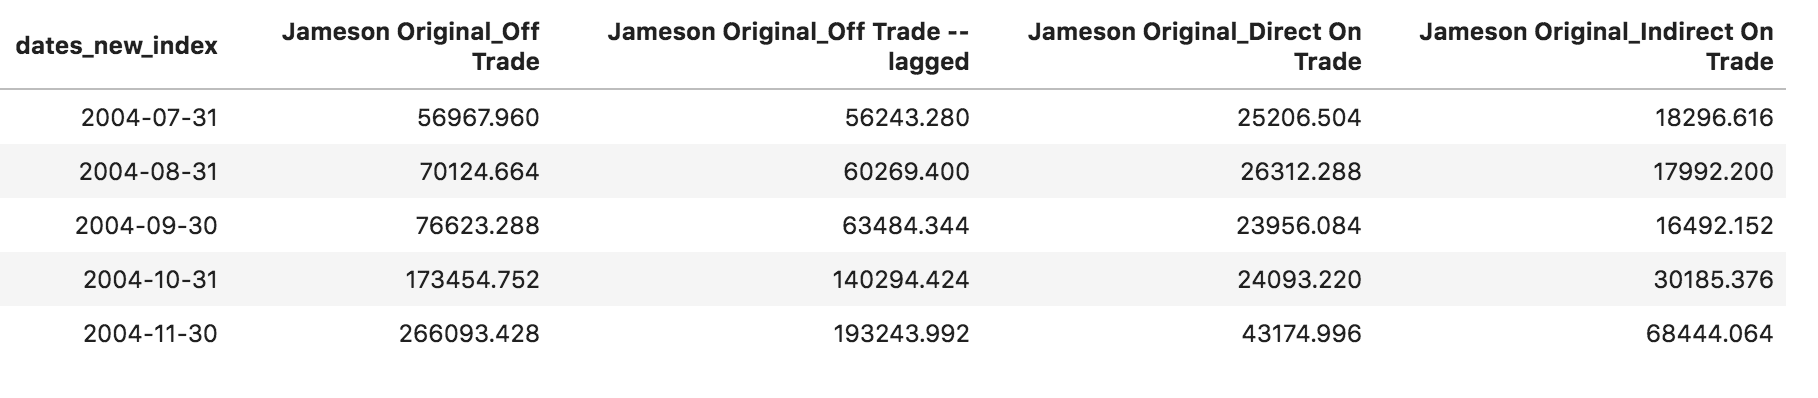 dates_new_index Jameson Original_Off Trade Jameson Original_Off Trade -- lagged Jameson Original_Direct On Trade Jameson Original_Indirect On Trade
2004-07-31 56967.960 56243.280 25206.504 18296.616
2004-08-31 70124.664 60269.400 26312.288 17992.200
2004-09-30 76623.288 63484.344 23956.084 16492.152
2004-10-31 173454.752 140294.424 24093.220 30185.376
2004-11-30 266093.428 193243.992 43174.996 68444.064